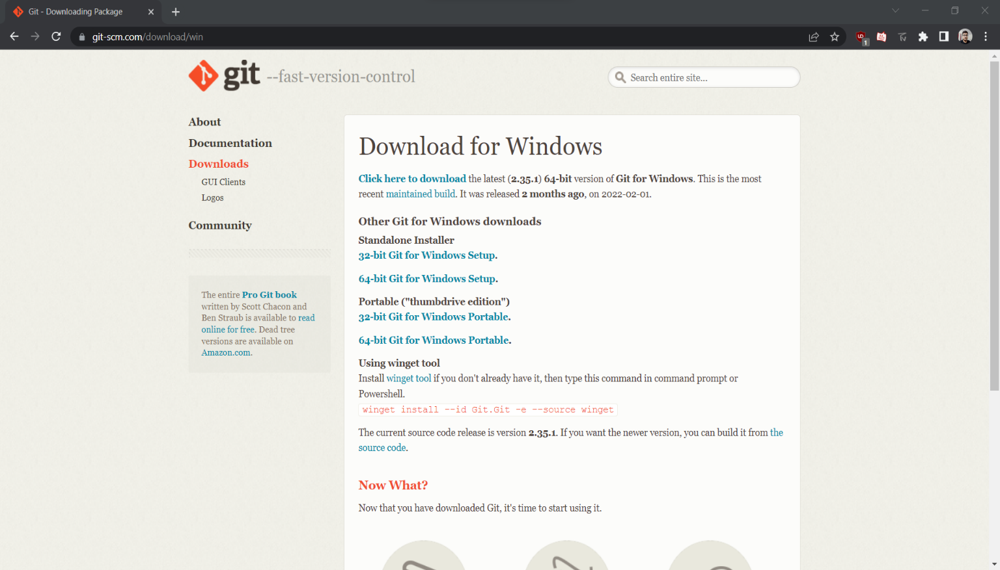 Git - Downloading Package
git-scm.com/download/win
1
git --fast-version-control
Search entire site...
About
Documentation
Downloads
GUI Clients
Logos
Community
The entire Pro Git book
written by Scott Chacon and
Ben Straub is available to read
online for free. Dead tree
versions are available on
Amazon.com.
Download for Windows
Click here to download the latest (2.35.1) 64-bit version of Git for Windows. This is the most
recent maintained build. It was released 2 months ago, on 2022-02-01.
Other Git for Windows downloads
Standalone Installer
32-bit Git for Windows Setup.
64-bit Git for Windows Setup.
Portable ("thumbdrive edition")
32-bit Git for Windows Portable.
64-bit Git for Windows Portable.
Using winget tool
Install winget tool if you don't already have it, then type this command in command prompt or
Powershell.
winget install --id Git.Git -e --source winget
The current source code release is version 2.35.1. If you want the newer version, you can build it from the
source code.
Now What?
Now that you have downloaded Git, it's time to start using it.